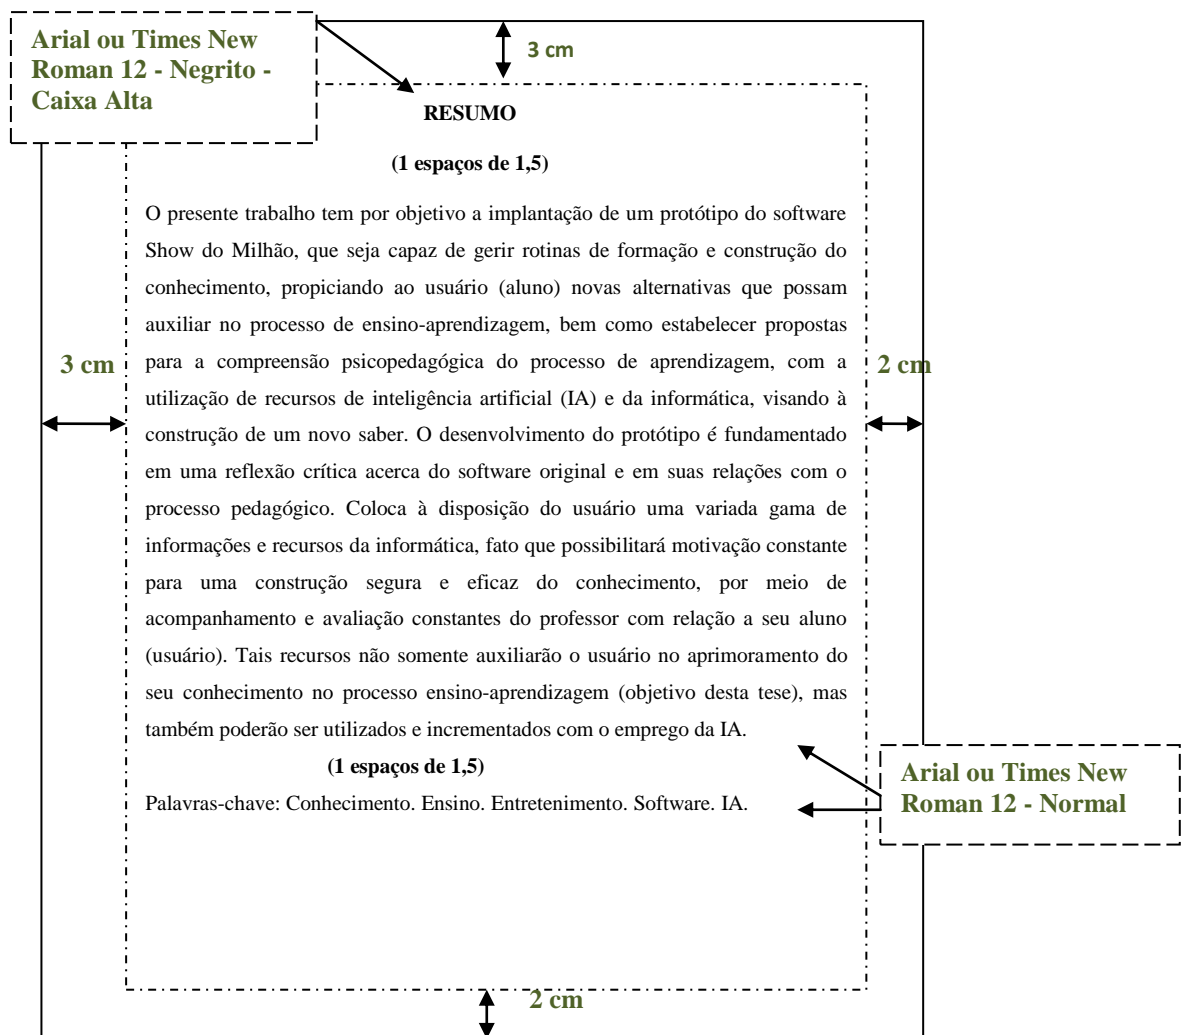 Arial ou Times New
Roman 12 - Negrito -
Caixa Alta
3 cm
RESUMO
(1 espaços de 1,5)
O presente trabalho tem por objetivo a implantação de um protótipo do software
Show do Milhão, que seja capaz de gerir rotinas de formação e construção do
conhecimento, propiciando ao usuário (aluno) novas alternativas que possam
auxiliar no processo de ensino-aprendizagem, bem como estabelecer propostas
para a compreensão psicopedagógica do processo de aprendizagem, com a
utilização de recursos de inteligência artificial (IA) e da informática, visando à
construção de um novo saber. O desenvolvimento do protótipo é fundamentado
em uma reflexão crítica acerca do software original e em suas relações com o
processo pedagógico. Coloca à disposição do usuário uma variada gama de
informações e recursos da informática, fato que possibilitará motivação constante
para uma construção segura e eficaz do conhecimento, por meio de
acompanhamento e avaliação constantes do professor com relação a seu aluno
(usuário). Tais recursos não somente auxiliarão o usuário no aprimoramento do
seu conhecimento no processo ensino-aprendizagem (objetivo desta tese), mas
também poderão ser utilizados e incrementados com o emprego da IA.
(1 espaços de 1,5)
Palavras-chave: Conhecimento. Ensino. Entretenimento. Software. IA.
3 cm
2 cm
Arial ou Times New
Roman 12 - Normal
2 cm